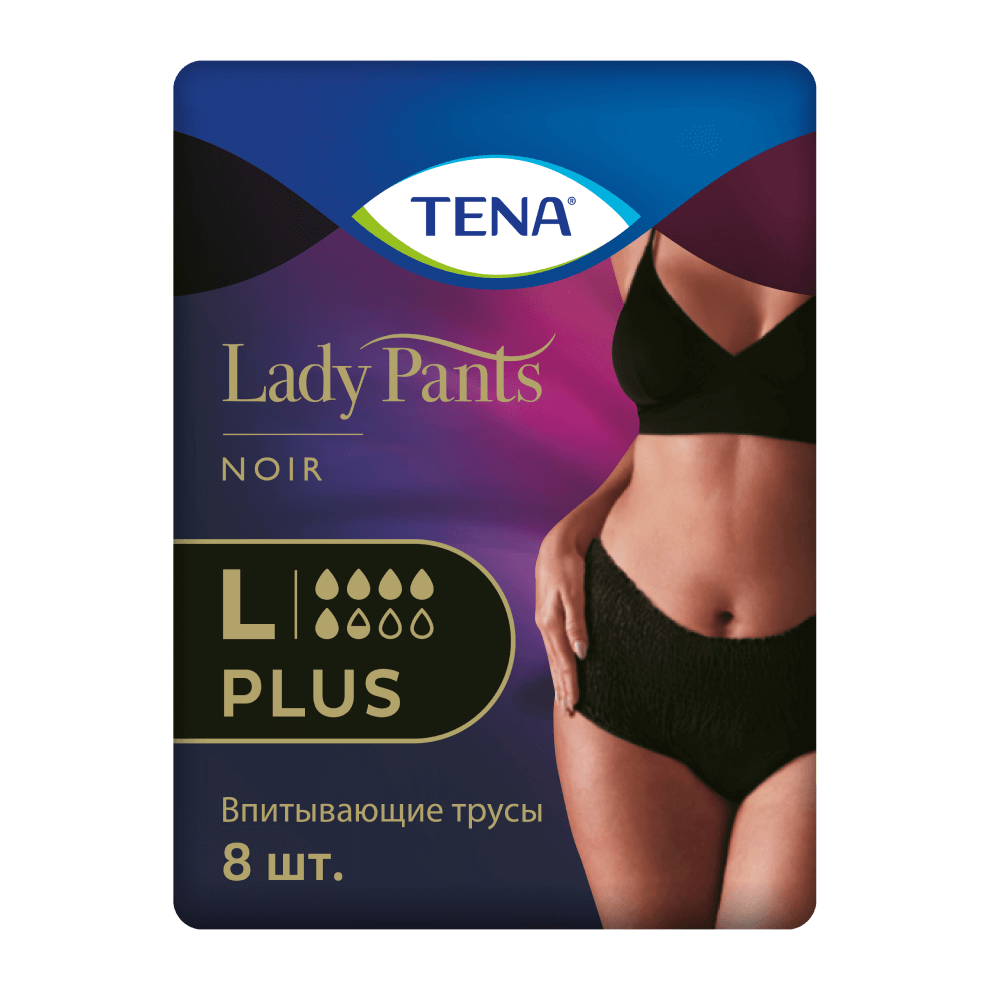 TENA®
Lady Pants
NOIR
L
PLUS
Впитывающие трусы
8 шт.